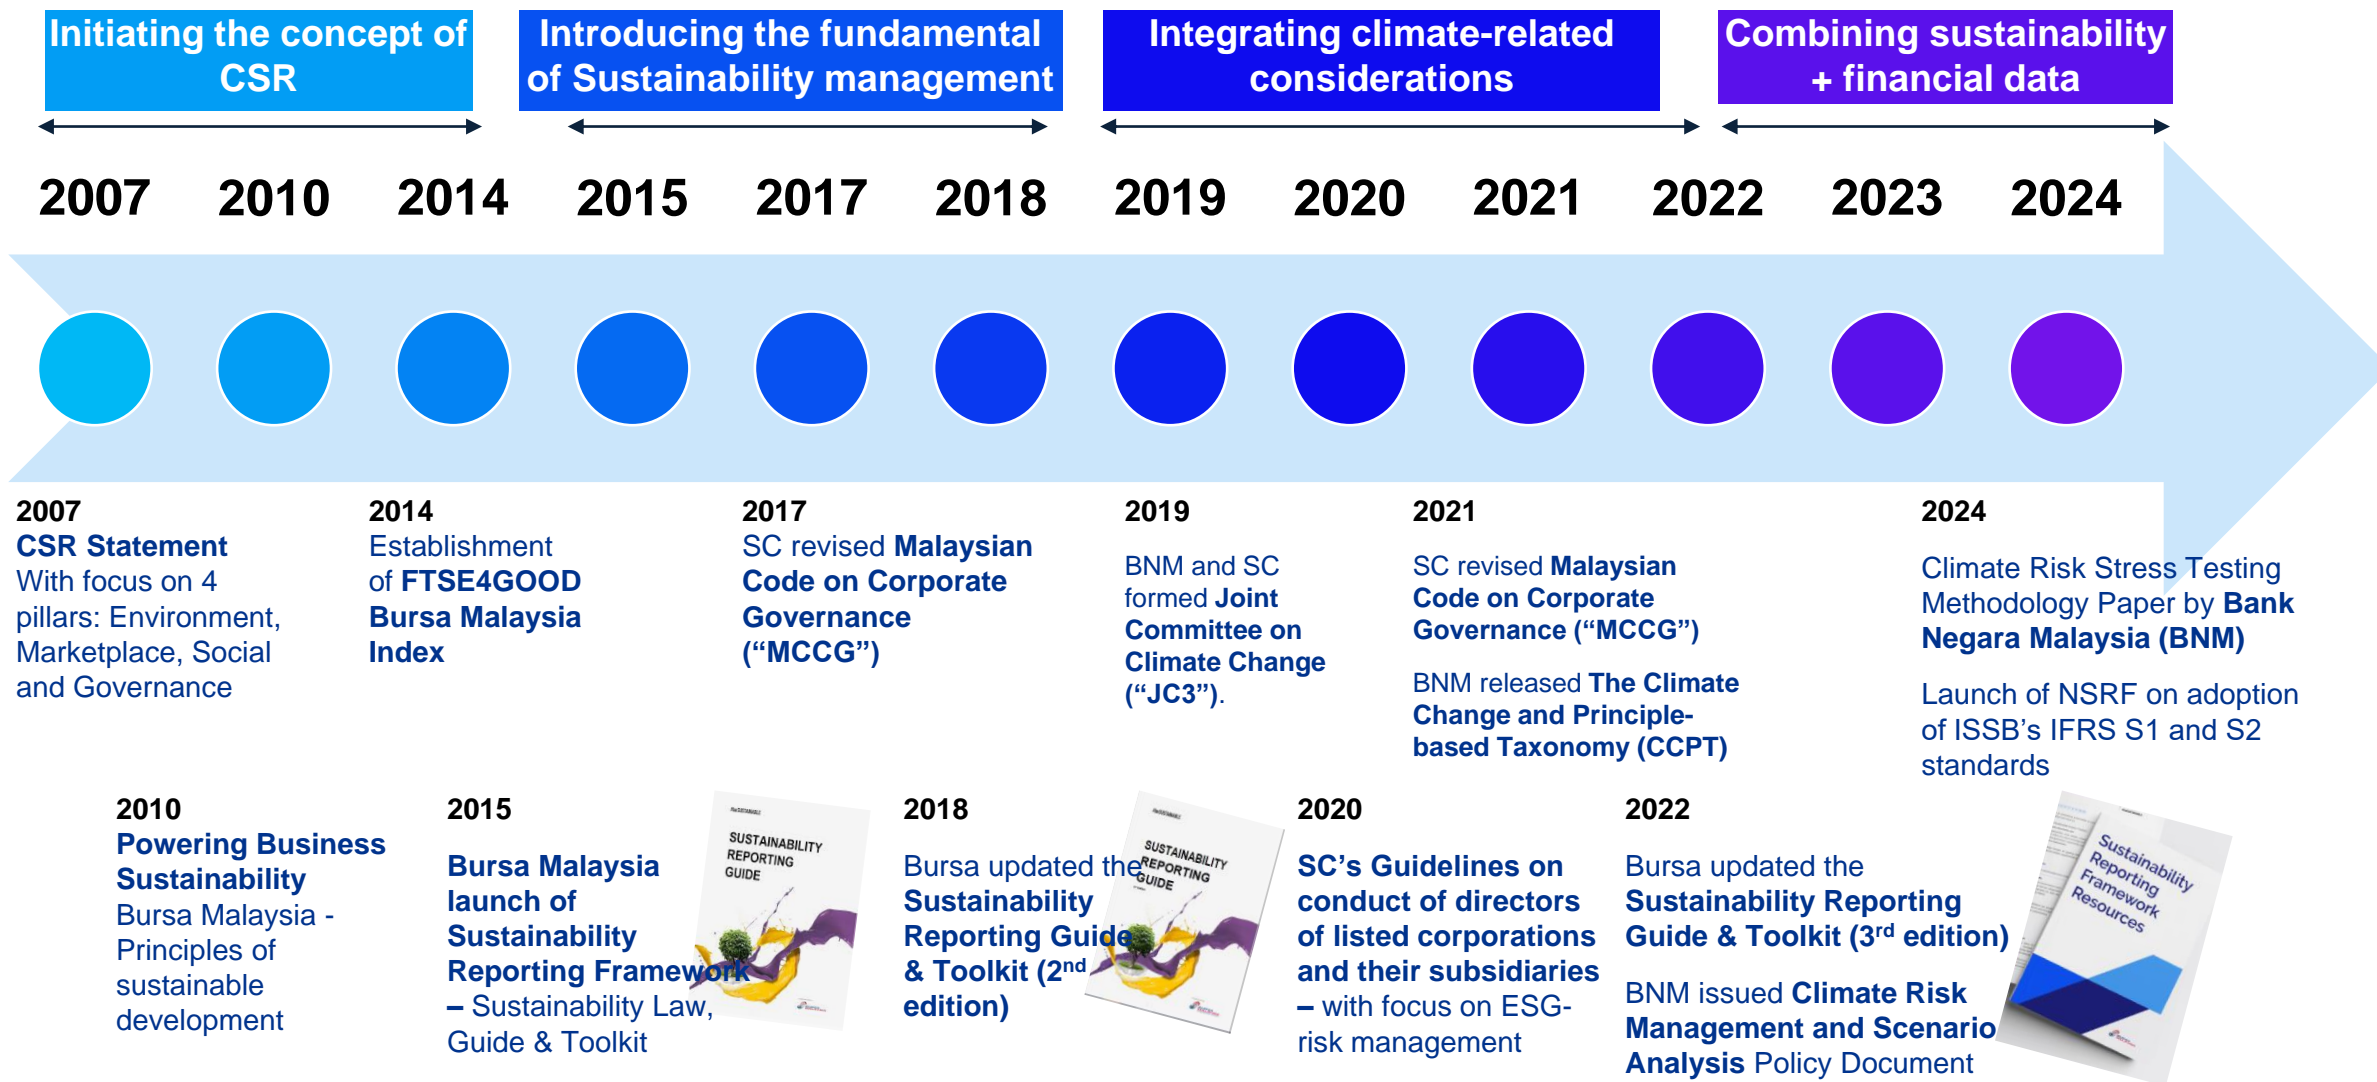 Initiating the concept of
CSR
Introducing the fundamental
of Sustainability management
Integrating climate-related
considerations
Combining sustainability
+ financial data
2007
2010
2014
2015
2017
2018
2019
2020
2021
2022
2023
2024
2007
CSR Statement
With focus on 4
pillars: Environment,
Marketplace, Social
and Governance
2014
Establishment
of FTSE4GOOD
Bursa Malaysia
Index
2017
SC revised Malaysian
Code on Corporate
Governance
(“MCCG”)
2019
BNM and SC
formed Joint
Committee on
Climate Change
(“JC3”).
2021
SC revised Malaysian
Code on Corporate
Governance (“MCCG”)
BNM released The Climate
Change and Principle-
based Taxonomy (CCPT)
2024
Climate Risk Stress Testing
Methodology Paper by Bank
Negara Malaysia (BNM)
Launch of NSRF on adoption
of ISSB’s IFRS S1 and S2
standards
2010
Powering Business
Sustainability
Bursa Malaysia -
Principles of
sustainable
development
2015
Bursa Malaysia
launch of
Sustainability
Reporting Framework
– Sustainability Law,
Guide & Toolkit
SUSTAINABILITY
REPORTING
GUIDE
2018
Bursa updated the
Sustainability
Reporting Guide
& Toolkit (2nd
edition)
SUSTAINABILITY
REPORTING
GUIDE
2020
SC’s Guidelines on
conduct of directors
of listed corporations
and their subsidiaries
– with focus on ESG-
risk management
2022
Bursa updated the
Sustainability Reporting
Guide & Toolkit (3rd edition)
BNM issued Climate Risk
Management and Scenario
Analysis Policy Document
Sustainability
Reporting
Framework
Resources